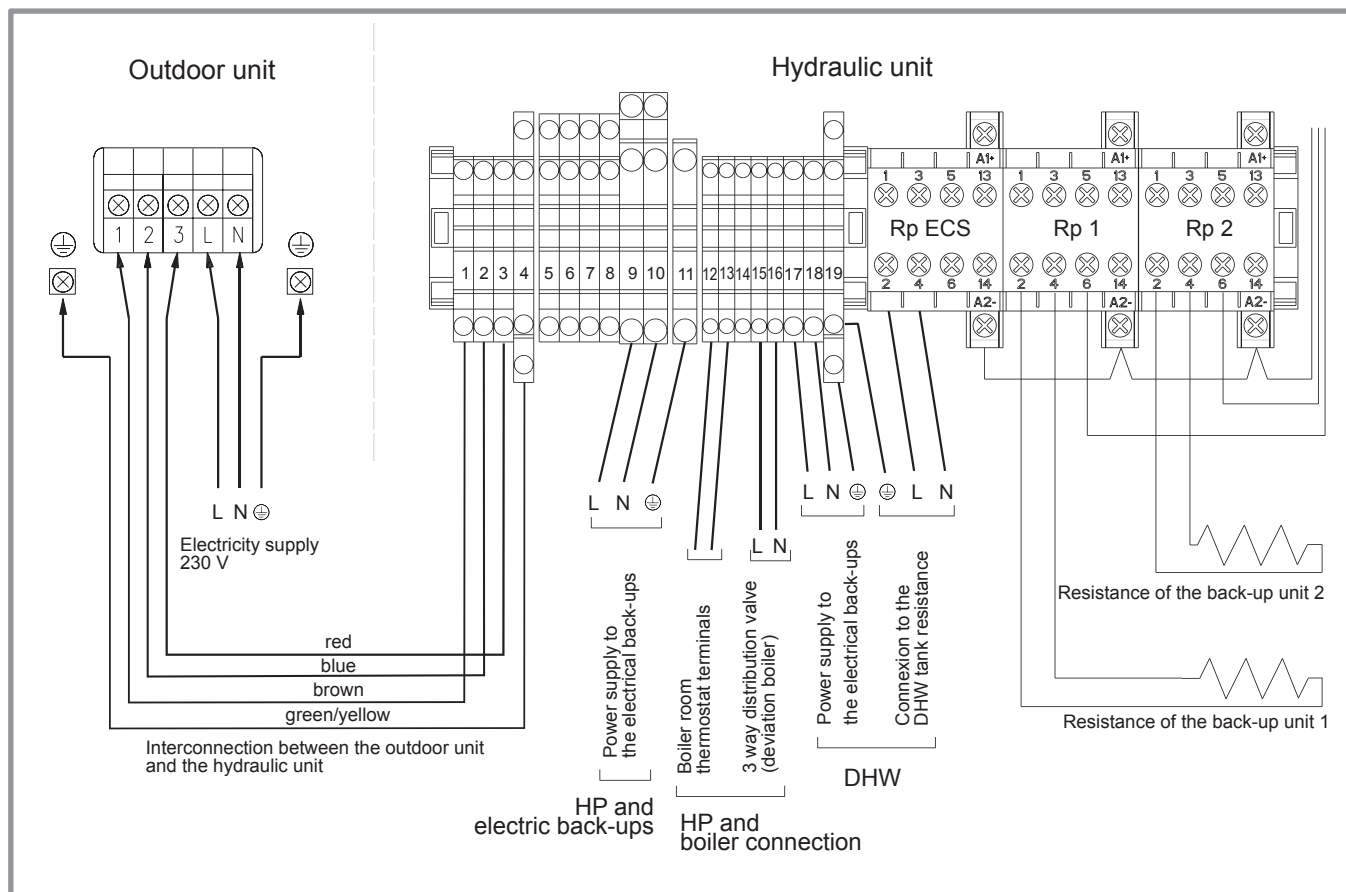 Outdoor unit
Hydraulic unit
1 2 3 L N
A1+ A1+ A1+
1 3 5 13 1 3 5 13 1 3 5 13
Rp ECS Rp 1 Rp 2
1 2 3 4 5 6 7 8 9 10 11 12 13 14 15 16 17 18 19
2 4 6 14 2 4 6 14 2 4 6 14
A2- A2- A2-
L N
Electricity supply
230 V
L N
L N
L N
L N
red
blue
brown
green/yellow
Interconnection between the outdoor unit
and the hydraulic unit
Power supply to
the electrical back-ups
HP and
electric back-ups
Boiler room
thermostat terminals
3 way distribution valve
(deviation boiler)
HP and
boiler connection
Power supply to
the electrical back-ups
Connexion to the
DHW tank resistance
DHW
Resistance of the back-up unit 2
Resistance of the back-up unit 1